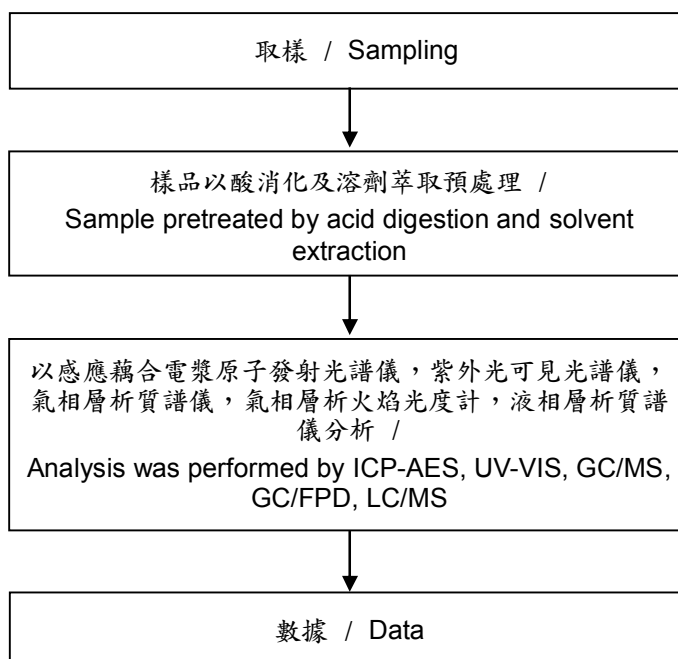 取樣 / Sampling
樣品以酸消化及溶劑萃取預處理 /
Sample pretreated by acid digestion and solvent
extraction
以感應藕合電漿原子發射光譜儀，紫外光可見光譜儀，
氣相層析質譜儀，氣相層析火焰光度計，液相層析質譜
儀分析 /
Analysis was performed by ICP-AES, UV-VIS, GC/MS,
GC/FPD, LC/MS
數據 / Data